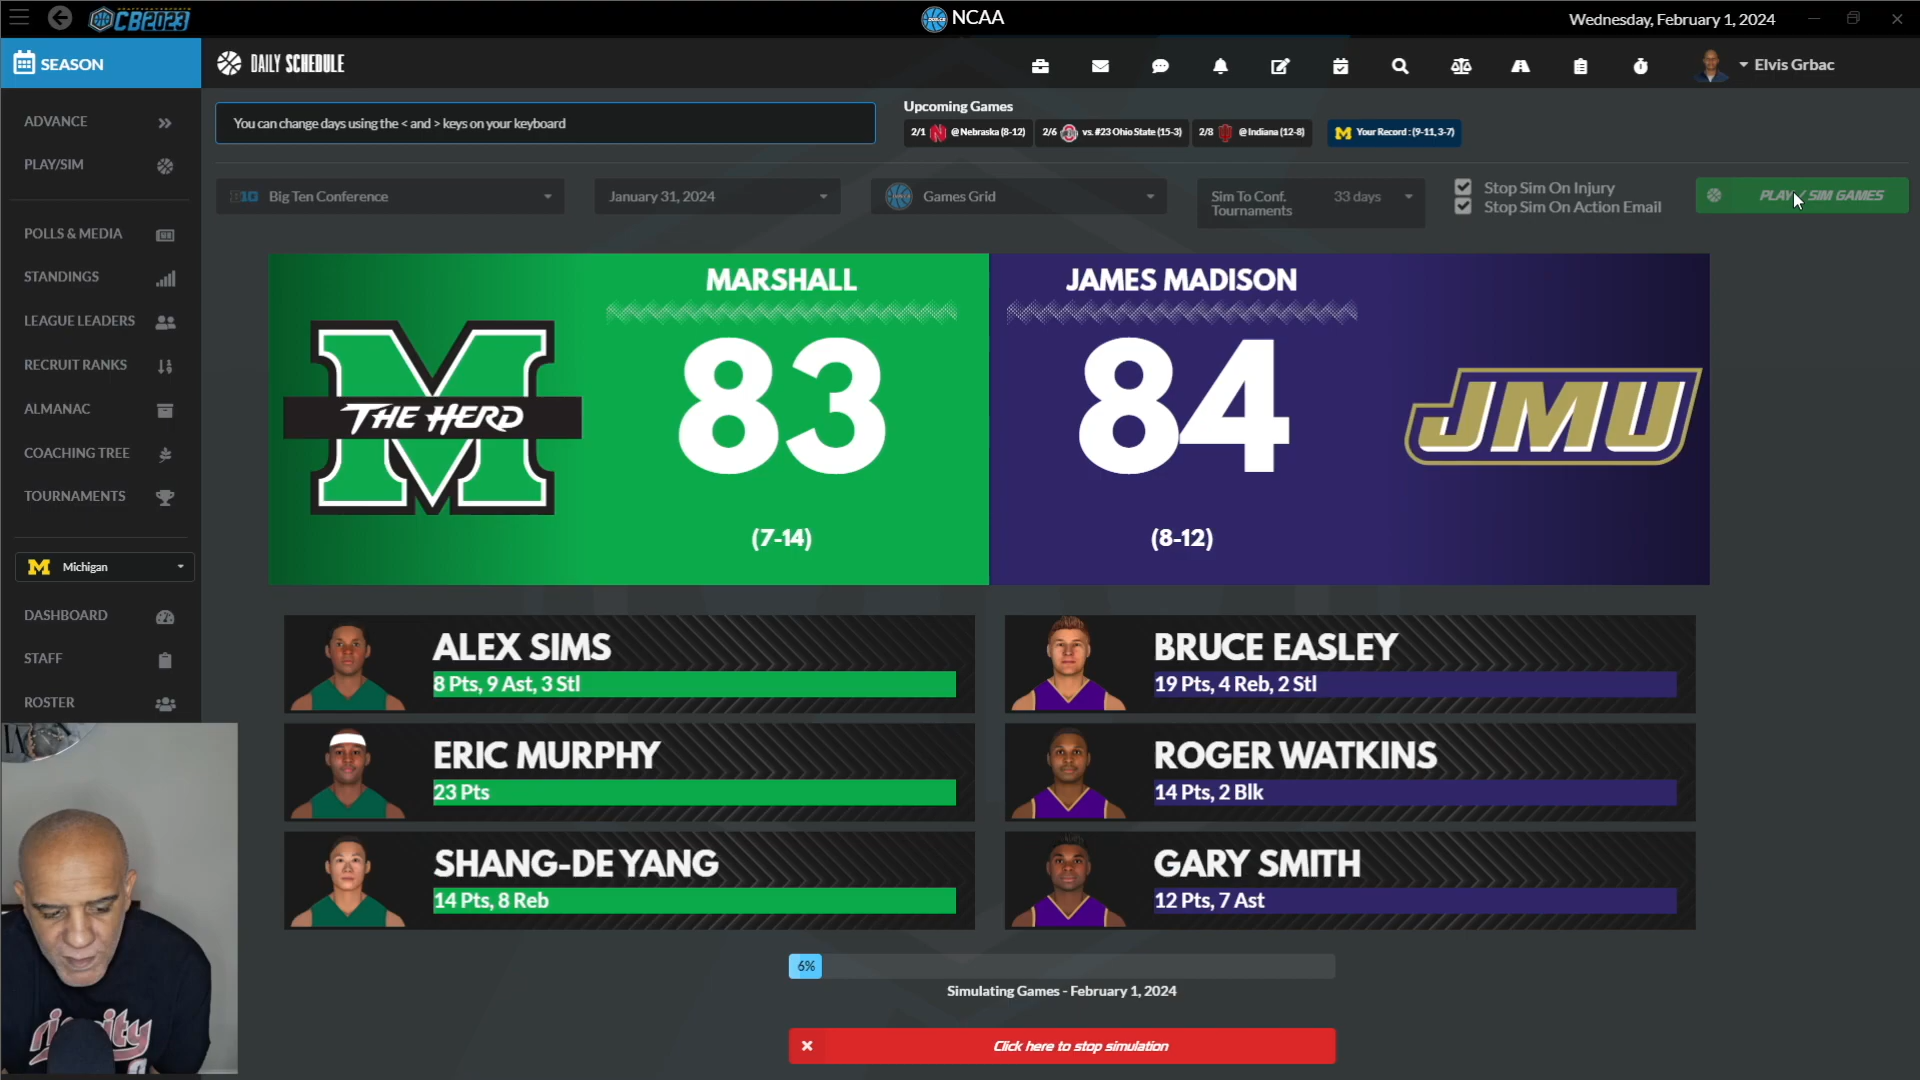 CB2023
NCAA
Wednesday, February 1, 2024
SEASON
DAILY SCHEDULE
Elvis Grbac
ADVANCE
PLAY/SIM
You can change days using the < and > keys on your keyboard
Upcoming Games
2/1 @Nebraska (8-12)
2/6 vs. #23 Ohio State (15-3)
2/8 @Indiana (12-8)
Your Record : (9-11, 3-7)
Big Ten Conference
January 31, 2024
Games Grid
Sim To Conf.
Tournaments
33 days
Stop Sim On Injury
Stop Sim On Action Email
PLAY / SIM GAMES
POLLS & MEDIA
STANDINGS
LEAGUE LEADERS
RECRUIT RANKS
ALMANAC
COACHING TREE
TOURNAMENTS
Michigan
DASHBOARD
STAFF
ROSTER
MARSHALL
83
(7-14)
THE HERD
JAMES MADISON
84
(8-12)
JMU
ALEX SIMS
8 Pts, 9 Ast, 3 Stl
BRUCE EASLEY
19 Pts, 4 Reb, 2 Stl
ERIC MURPHY
23 Pts
ROGER WATKINS
14 Pts, 2 Blk
SHANG-DE YANG
14 Pts, 8 Reb
GARY SMITH
12 Pts, 7 Ast
6%
Simulating Games - February 1, 2024
Click here to stop simulation